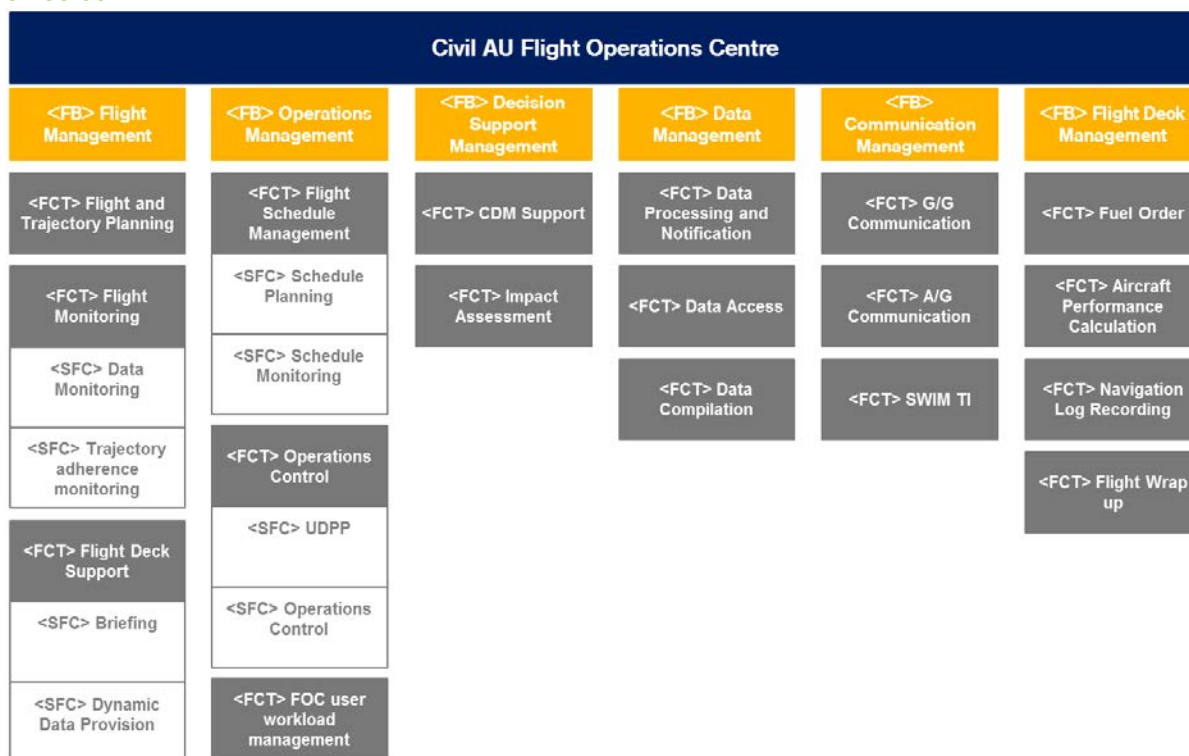 Civil AU Flight Operations Centre
<FB> Flight
Management
<FCT> Flight and
Trajectory Planning
<FCT> Flight
Monitoring
<SFC> Data
Monitoring
<SFC> Trajectory
adherence
monitoring
<FCT> Flight Deck
Support
<SFC> Briefing
<SFC> Dynamic
Data Provision
<FB> Operations
Management
<FCT> Flight
Schedule
Management
<SFC> Schedule
Planning
<SFC> Schedule
Monitoring
<FCT> Operations
Control
<SFC> UDPP
<SFC> Operations
Control
<FCT> FOC user
workload
management
<FB> Decision
Support
Management
<FCT> CDM Support
<FCT> Impact
Assessment
<FB> Data
Management
<FCT> Data
Processing and
Notification
<FCT> Data Access
<FCT> Data
Compilation
<FB>
Communication
Management
<FCT> G/G
Communication
<FCT> A/G
Communication
<FCT> SWIM TI
<FB> Flight Deck
Management
<FCT> Fuel Order
<FCT> Aircraft
Performance
Calculation
<FCT> Navigation
Log Recording
<FCT> Flight Wrap
up